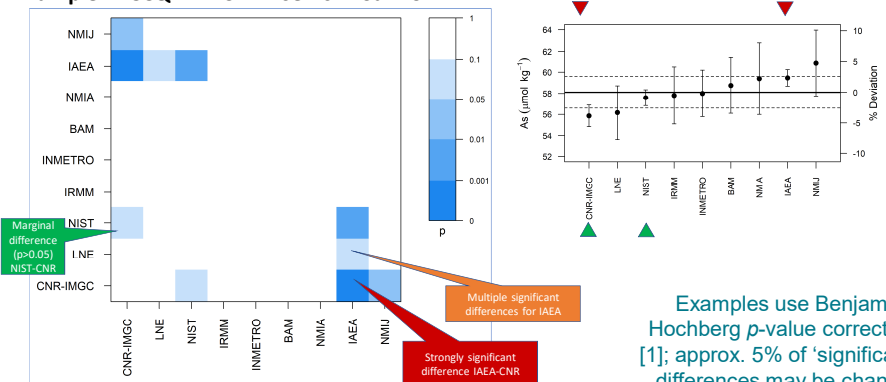 NMIJ
IAEA
NMIA
BAM
INMETRO
IRMM
NIST
LNE
CNR-IMGC
CNR-IMGC
LNE
NIST
IRMM
INMETRO
BAM
NMIA
IAEA
NMIJ
1
0.1
0.05
0.01
0.001
0
p
Marginal
difference
(p>0.05)
NIST-CNR
Multiple significant
differences for IAEA
Strongly significant
difference IAEA-CNR
As (µmol kg⁻¹)
64
62
60
58
56
54
52
10
5
0
-5
-10
% Deviation
CNR-IMGC
LNE
NIST
IRMM
INMETRO
BAM
NMIA
IAEA
NMIJ
Examples use Benjam
Hochberg p-value correct
[1]; approx. 5% of ‘significa
differences may be chan